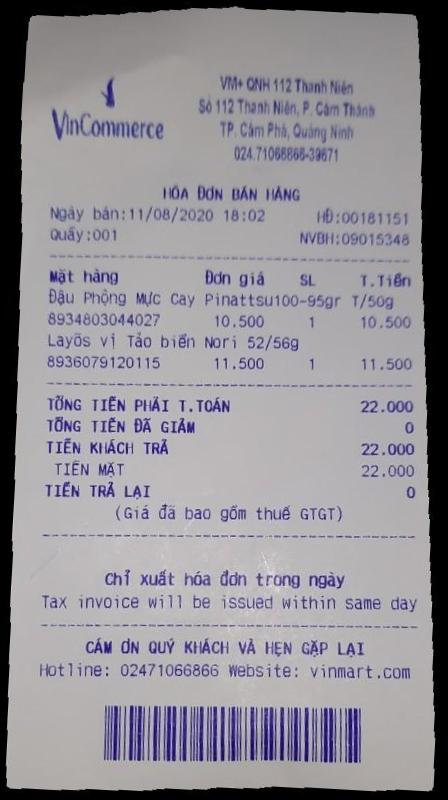 VinCommerce
VM+ QNH 112 Thanh Niên
Số 112 Thanh Niên, P. Cẩm Thành
TP. Cẩm Phả, Quảng Ninh
024.71066866-39671
HÓA ĐƠN BÁN HÀNG
Ngày bán:11/08/2020 18:02 HĐ:00181151
Quầy:001 NVBH:09015348
Mặt hàng Đơn giá SL T.Tiền
Đậu Phộng Mực Cay Pinattsu100-95gr T/50g
8934803044027 10.500 1 10.500
Layõs vị Tảo biển Nori 52/56g
8936079120115 11.500 1 11.500
TỔNG TIỀN PHẢI T.TOÁN 22.000
TỔNG TIỀN ĐÃ GIẢM 0
TIỀN KHÁCH TRẢ 22.000
TIỀN MẶT 22.000
TIỀN TRẢ LẠI 0
(Giá đã bao gồm thuế GTGT)
Chỉ xuất hóa đơn trong ngày
Tax invoice will be issued within same day
CẢM ƠN QUÝ KHÁCH VÀ HẸN GẶP LẠI
Hotline: 02471066866 Website: vinmart.com